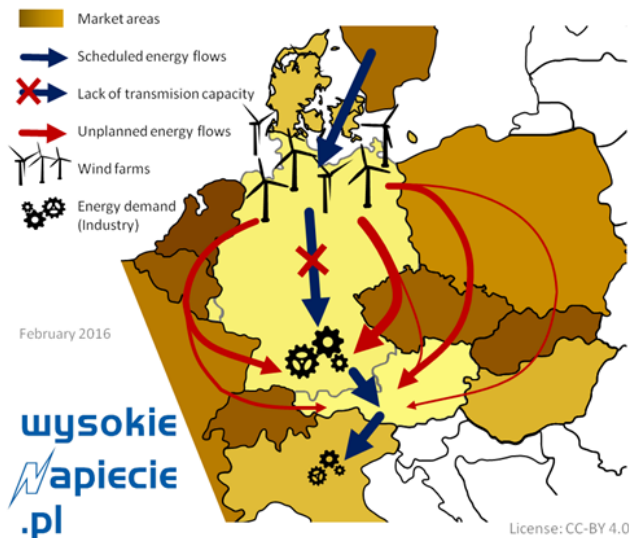 Market areas
Scheduled energy flows
Lack of transmision capacity
Unplanned energy flows
Wind farms
Energy demand
(Industry)
February 2016
wysokie
Napiecie
.pl
License: CC-BY 4.0